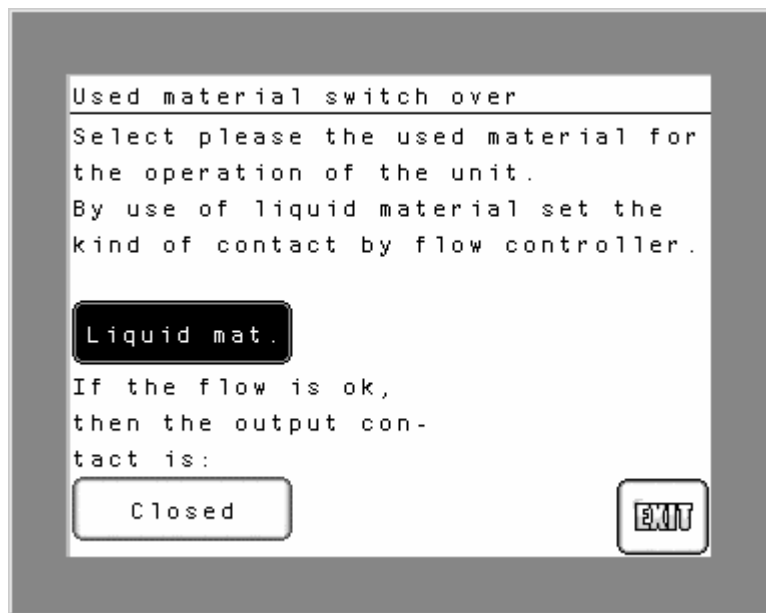 Used material switch over
Select please the used material for
the operation of the unit.
By use of liquid material set the
kind of contact by flow controller.
Liquid mat.
If the flow is ok,
then the output con-
tact is:
Closed
EXIT